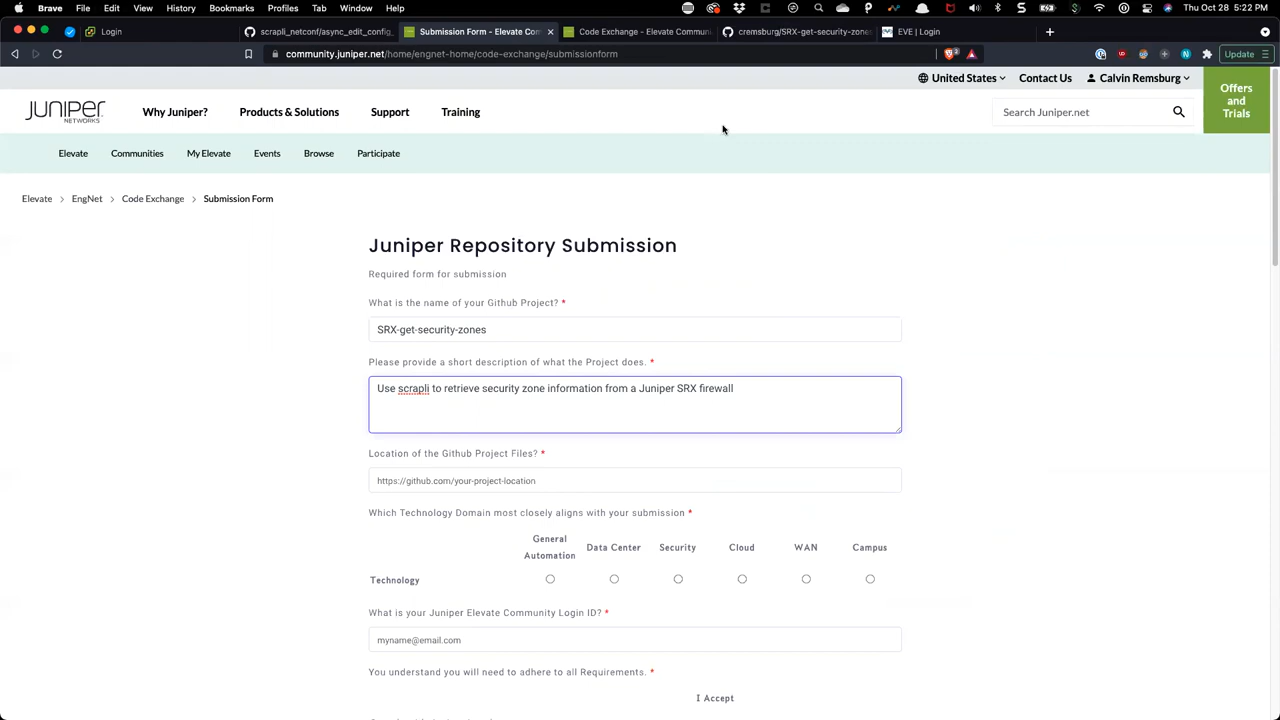 Brave File Edit View History Bookmarks Profiles Tab Window Help Thu Oct 28 5:22 PM
Login scrapli_netconf/async_edit_config_ Submission Form - Elevate Com Code Exchange - Elevate Communi cremsburg/SRX-get-security-zones EVE | Login
community.juniper.net/home/engnet-home/code-exchange/submissionform Update
United States Contact Us Calvin Remsburg
Offers and Trials
JUNIPER NETWORKS Why Juniper? Products & Solutions Support Training Search Juniper.net
Elevate Communities My Elevate Events Browse Participate
Elevate > EngNet > Code Exchange > Submission Form
Juniper Repository Submission
Required form for submission
What is the name of your Github Project? *
SRX-get-security-zones
Please provide a short description of what the Project does. *
Use scrapli to retrieve security zone information from a Juniper SRX firewall
Location of the Github Project Files? *
https://github.com/your-project-location
Which Technology Domain most closely aligns with your submission *
General Automation Data Center Security Cloud WAN Campus
Technology
What is your Juniper Elevate Community Login ID? *
myname@email.com
You understand you will need to adhere to all Requirements. *
I Accept